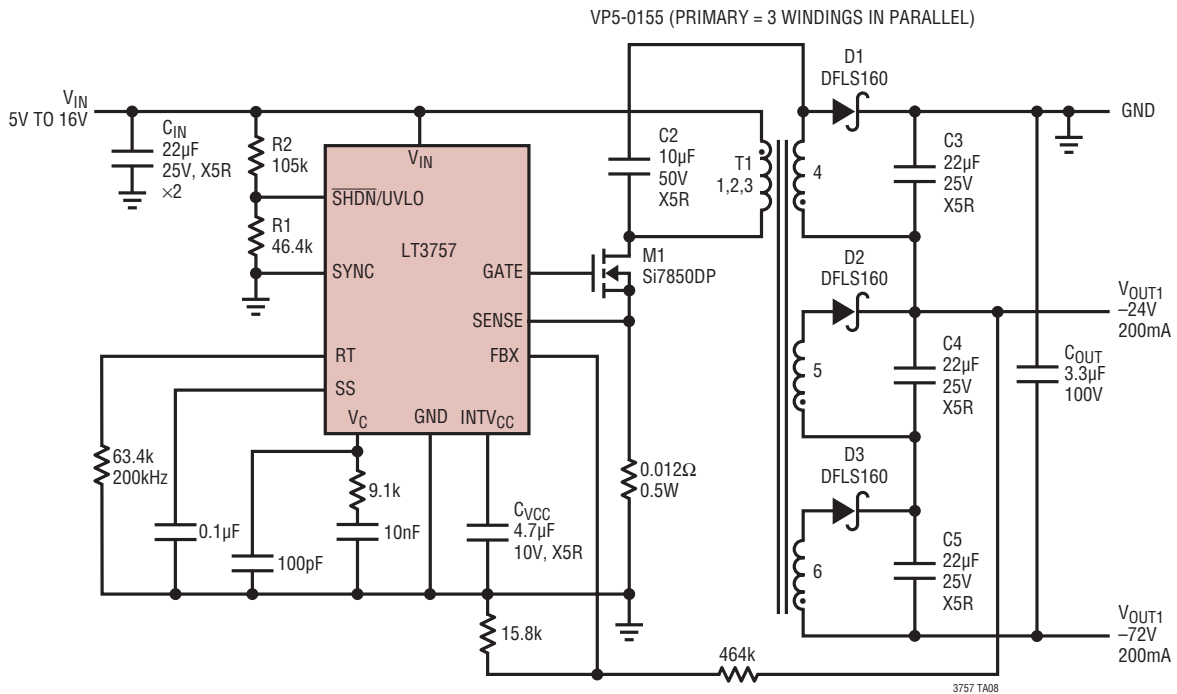 VP5-0155 (PRIMARY = 3 WINDINGS IN PARALLEL)
VIN
5V TO 16V
CIN
22µF
25V, X5R
×2
R2
105k
R1
46.4k
VIN
SHDN/UVLO
LT3757
SYNC
GATE
SENSE
RT
FBX
SS
VC
GND
INTVCC
C2
10µF
50V
X5R
T1
1,2,3
4
5
6
M1
Si7850DP
D1
DFLS160
D2
DFLS160
D3
DFLS160
C3
22µF
25V
X5R
C4
22µF
25V
X5R
C5
22µF
25V
X5R
GND
VOUT1
–24V
200mA
COUT
3.3µF
100V
VOUT1
–72V
200mA
63.4k
200kHz
0.1µF
100pF
9.1k
10nF
CVCC
4.7µF
10V, X5R
0.012Ω
0.5W
15.8k
464k
3757 TA08